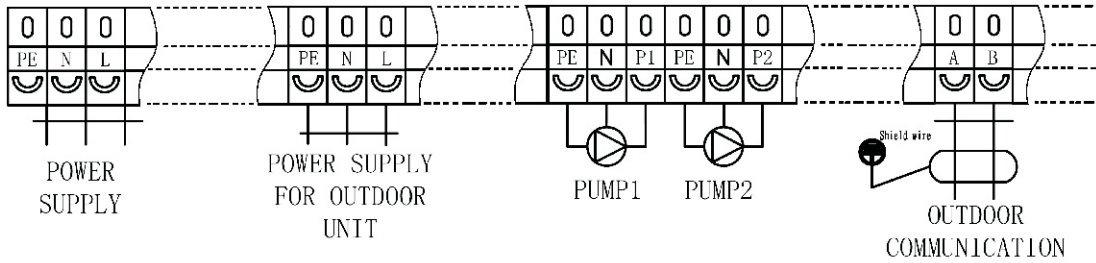 0 0 0 0 0 0 0 0 0 0 0 0 0 0
PE N L PE N L PE N P1 PE N P2 A B
Shield wire
POWER
SUPPLY
POWER SUPPLY
FOR OUTDOOR
UNIT
PUMP1 PUMP2
OUTDOOR
COMMUNICATION